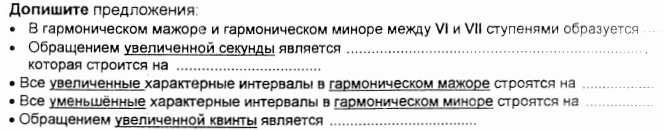 Допишите предложения:
• В гармоническом мажоре и гармоническом миноре между VI и VII ступенями образуется ......
• Обращением увеличенной секунды является ................................................................
которая строится на ..............................
• Все увеличенные характерные интервалы в гармоническом мажоре строятся на ................
• Все уменьшённые характерные интервалы в гармоническом миноре строятся на ................
• Обращением увеличенной квинты является ......................................